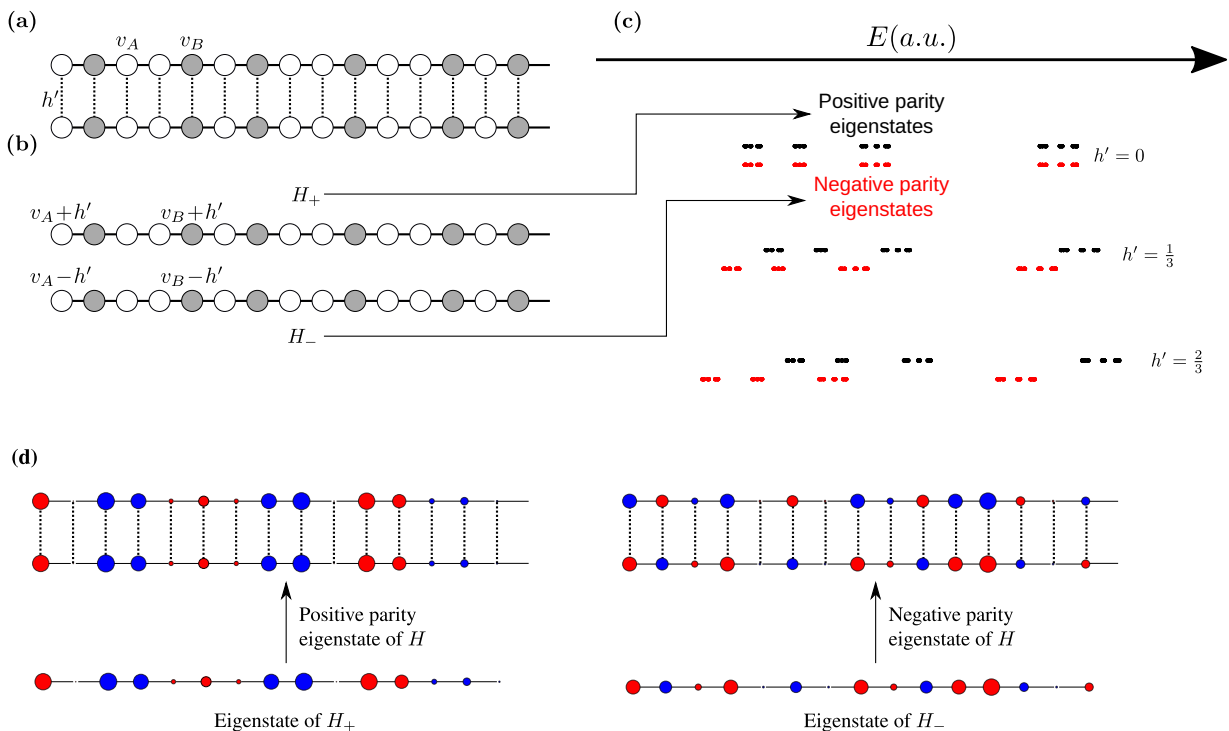 (a)
v_A v_B
h'
(b)
H_+
v_A+h' v_B+h'
v_A−h' v_B−h'
H_−
(c)
E(a.u.)
Positive parity
eigenstates
h' = 0
Negative parity
eigenstates
h' = 1/3
h' = 2/3
(d)
Positive parity
eigenstate of H
Eigenstate of H_+
Negative parity
eigenstate of H
Eigenstate of H_−